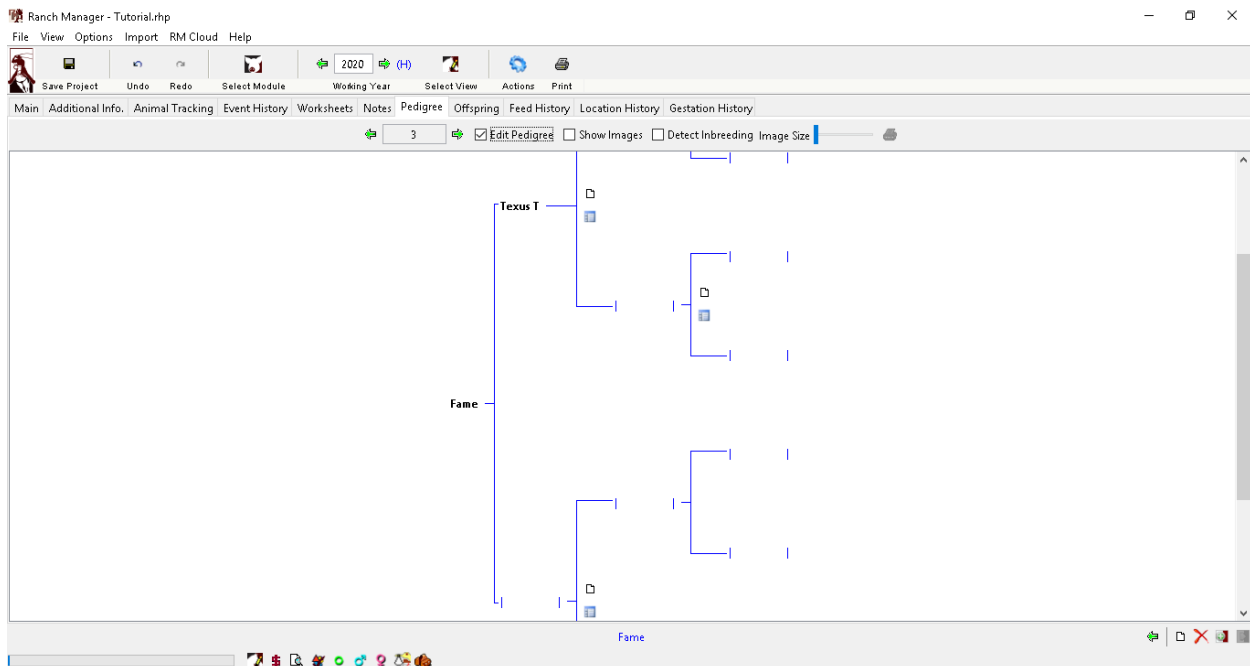 Ranch Manager - Tutorial.rhp
File View Options Import RM Cloud Help
2020 (H)
Save Project Undo Redo Select Module Working Year Select View Actions Print
Main Additional Info. Animal Tracking Event History Worksheets Notes Pedigree Offspring Feed History Location History Gestation History
3 Edit Pedigree Show Images Detect Inbreeding Image Size
Texus T
Fame
Fame